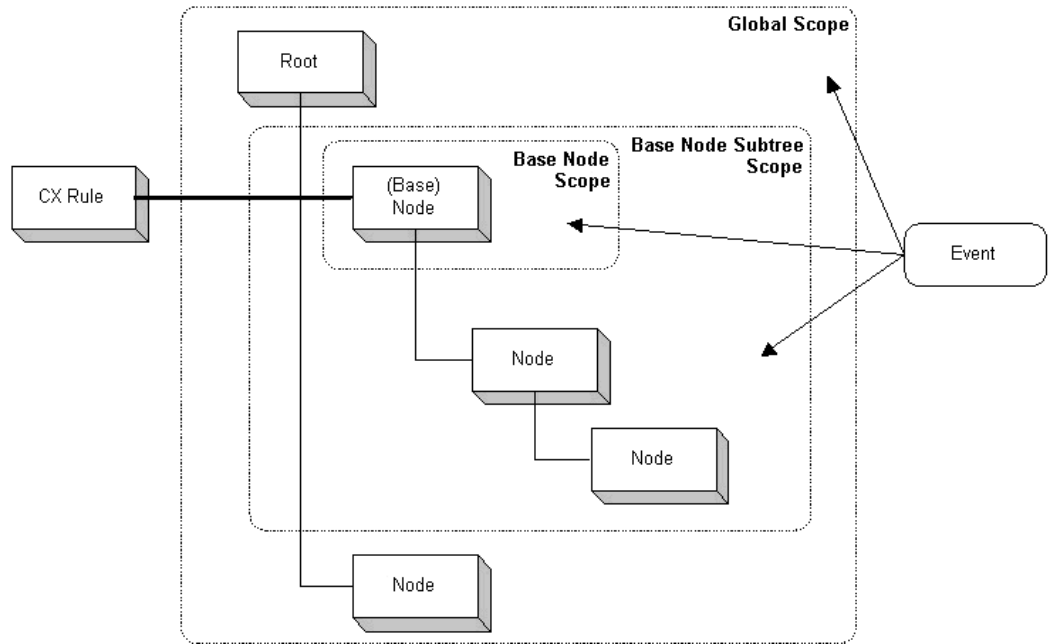 Global Scope
Root
Base Node Subtree
Scope
Base Node
Scope
CX Rule
(Base)
Node
Event
Node
Node
Node